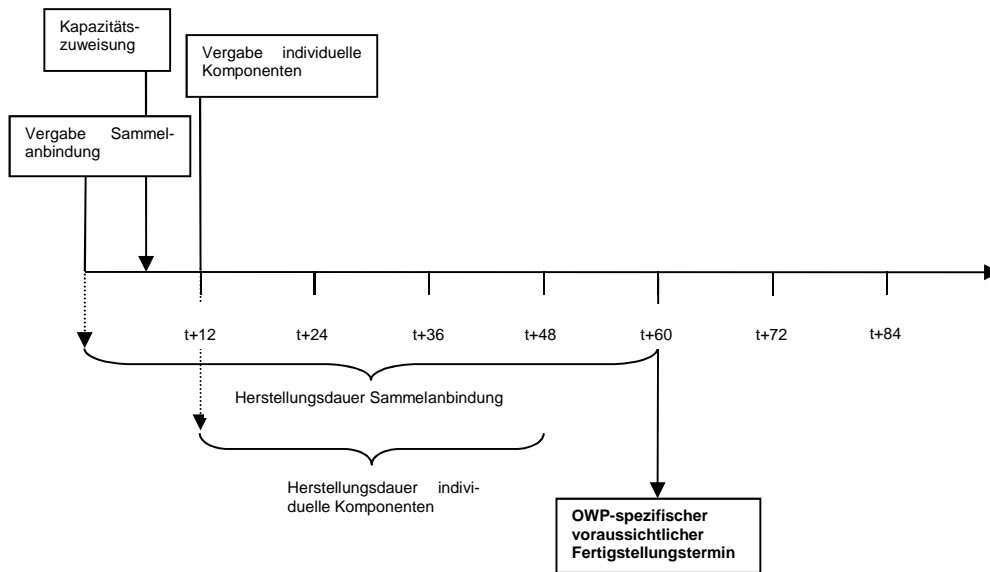 Kapazitäts-
zuweisung
Vergabe individuelle
Komponenten
Vergabe Sammel-
anbindung
t+12
t+24
t+36
t+48
t+60
t+72
t+84
Herstellungsdauer Sammelanbindung
Herstellungsdauer indivi-
duelle Komponenten
OWP-spezifischer
voraussichtlicher
Fertigstellungstermin